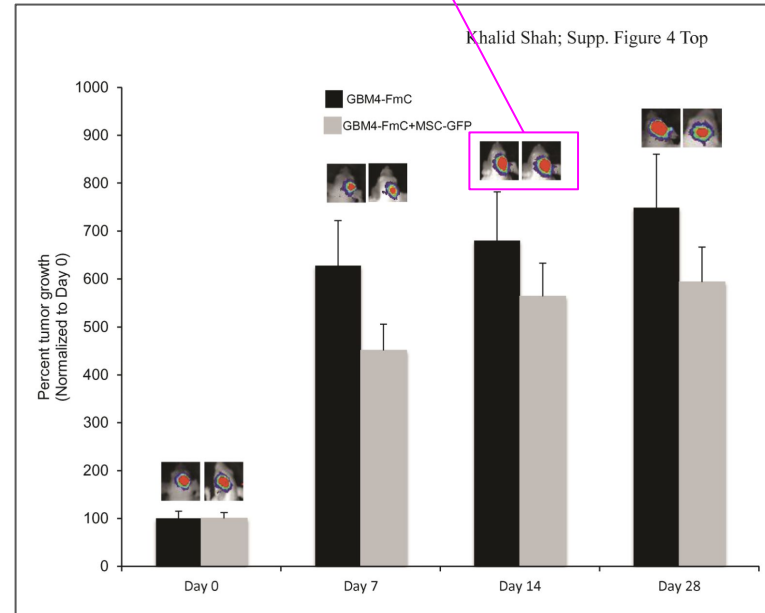 Khalid Shah; Supp. Figure 4 Top
GBM4-FmC
GBM4-FmC+MSC-GFP
Percent tumor growth
(Normalized to Day 0)
1000
900
800
700
600
500
400
300
200
100
0
Day 0
Day 7
Day 14
Day 28